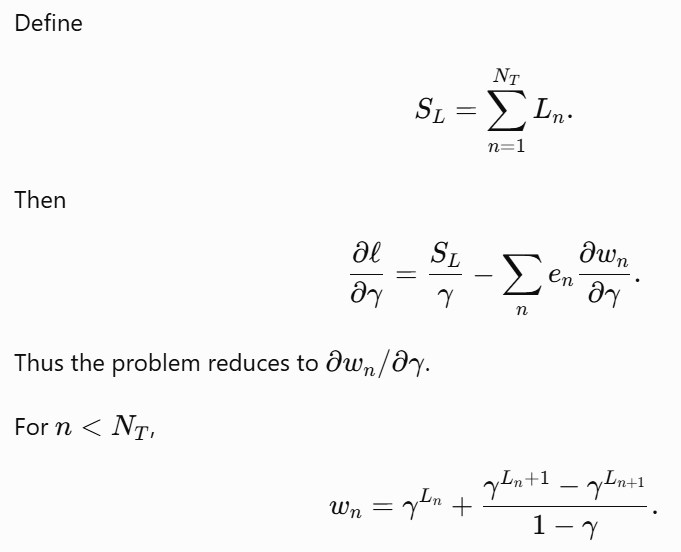 Define
$$S_L = \sum_{n=1}^{N_T} L_n.$$
Then
$$\frac{\partial \ell}{\partial \gamma} = \frac{S_L}{\gamma} - \sum_n e_n \frac{\partial w_n}{\partial \gamma}.$$
Thus the problem reduces to $\partial w_n / \partial \gamma$.
For $n < N_T$,
$$w_n = \gamma^{L_n} + \frac{\gamma^{L_n+1} - \gamma^{L_{n+1}}}{1 - \gamma}.$$